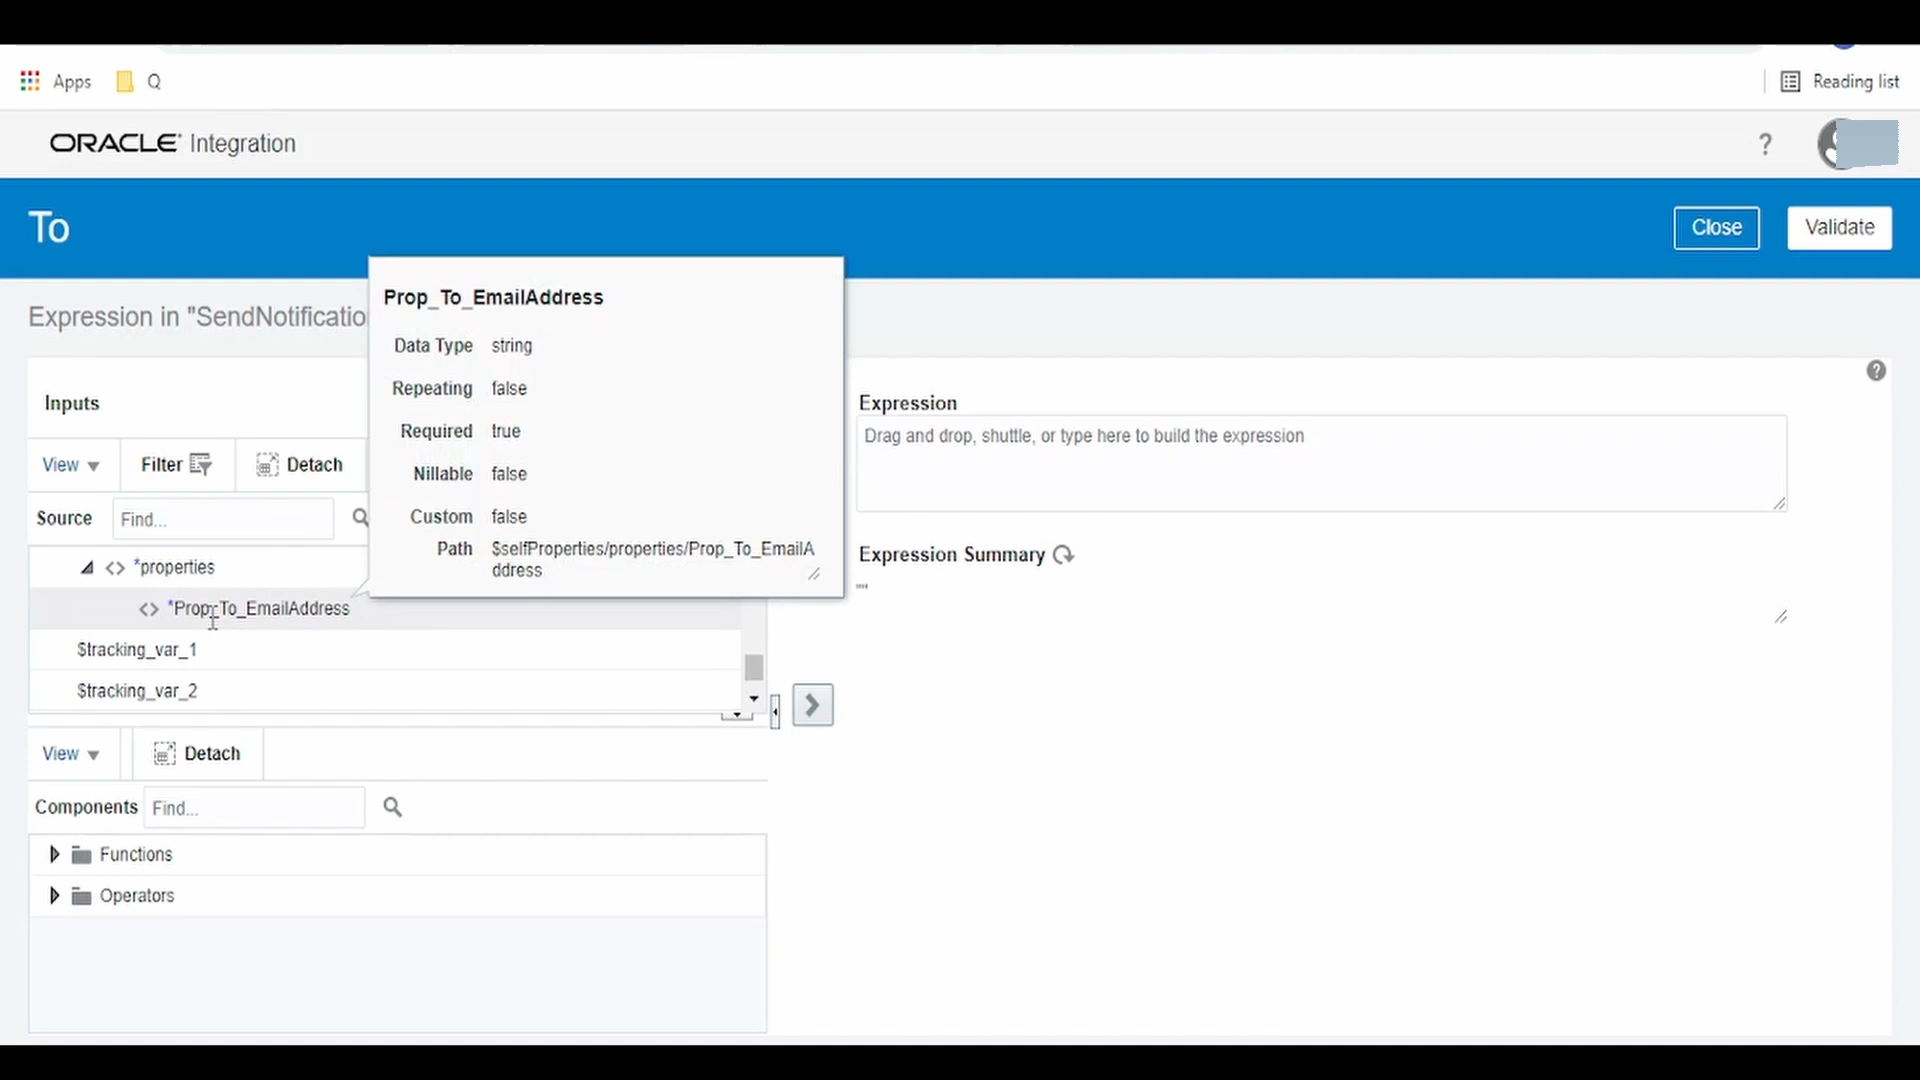 Apps
Q
Reading list
ORACLE Integration
?
To
Close
Validate
Expression in "SendNotificatio
Prop_To_EmailAddress
Data Type string
Repeating false
Required true
Nillable false
Custom false
Path $selfProperties/properties/Prop_To_EmailA
ddress
Inputs
View
Filter
Detach
Source
Find...
<> *properties
<> *Prop_To_EmailAddress
$tracking_var_1
$tracking_var_2
View
Detach
Components
Find...
Functions
Operators
Expression
?
Drag and drop, shuttle, or type here to build the expression
Expression Summary
""